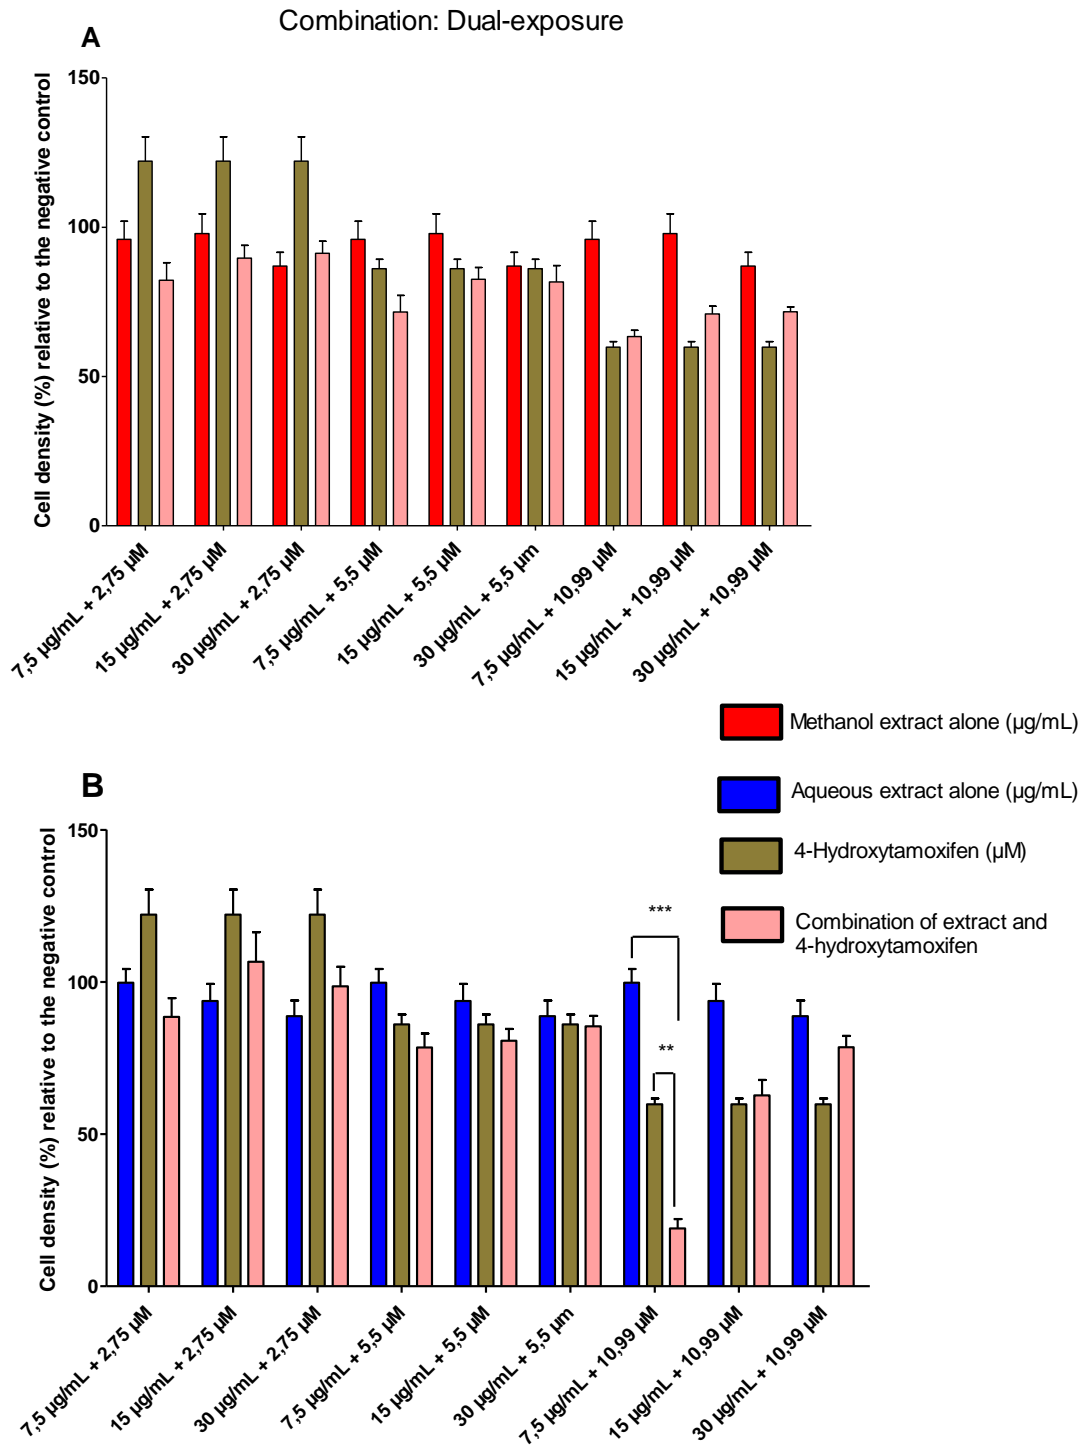 Combination: Dual-exposure
A
Cell density (%) relative to the negative control
150
100
50
0
7,5 µg/mL + 2,75 µM
15 µg/mL + 2,75 µM
30 µg/mL + 2,75 µM
7,5 µg/mL + 5,5 µM
15 µg/mL + 5,5 µM
30 µg/mL + 5,5 µm
7,5 µg/mL + 10,99 µM
15 µg/mL + 10,99 µM
30 µg/mL + 10,99 µM
Methanol extract alone (µg/mL)
Aqueous extract alone (µg/mL)
4-Hydroxytamoxifen (µM)
Combination of extract and
4-hydroxytamoxifen
B
Cell density (%) relative to the negative control
150
100
50
0
***
**
7,5 µg/mL + 2,75 µM
15 µg/mL + 2,75 µM
30 µg/mL + 2,75 µM
7,5 µg/mL + 5,5 µM
15 µg/mL + 5,5 µM
30 µg/mL + 5,5 µm
7,5 µg/mL + 10,99 µM
15 µg/mL + 10,99 µM
30 µg/mL + 10,99 µM